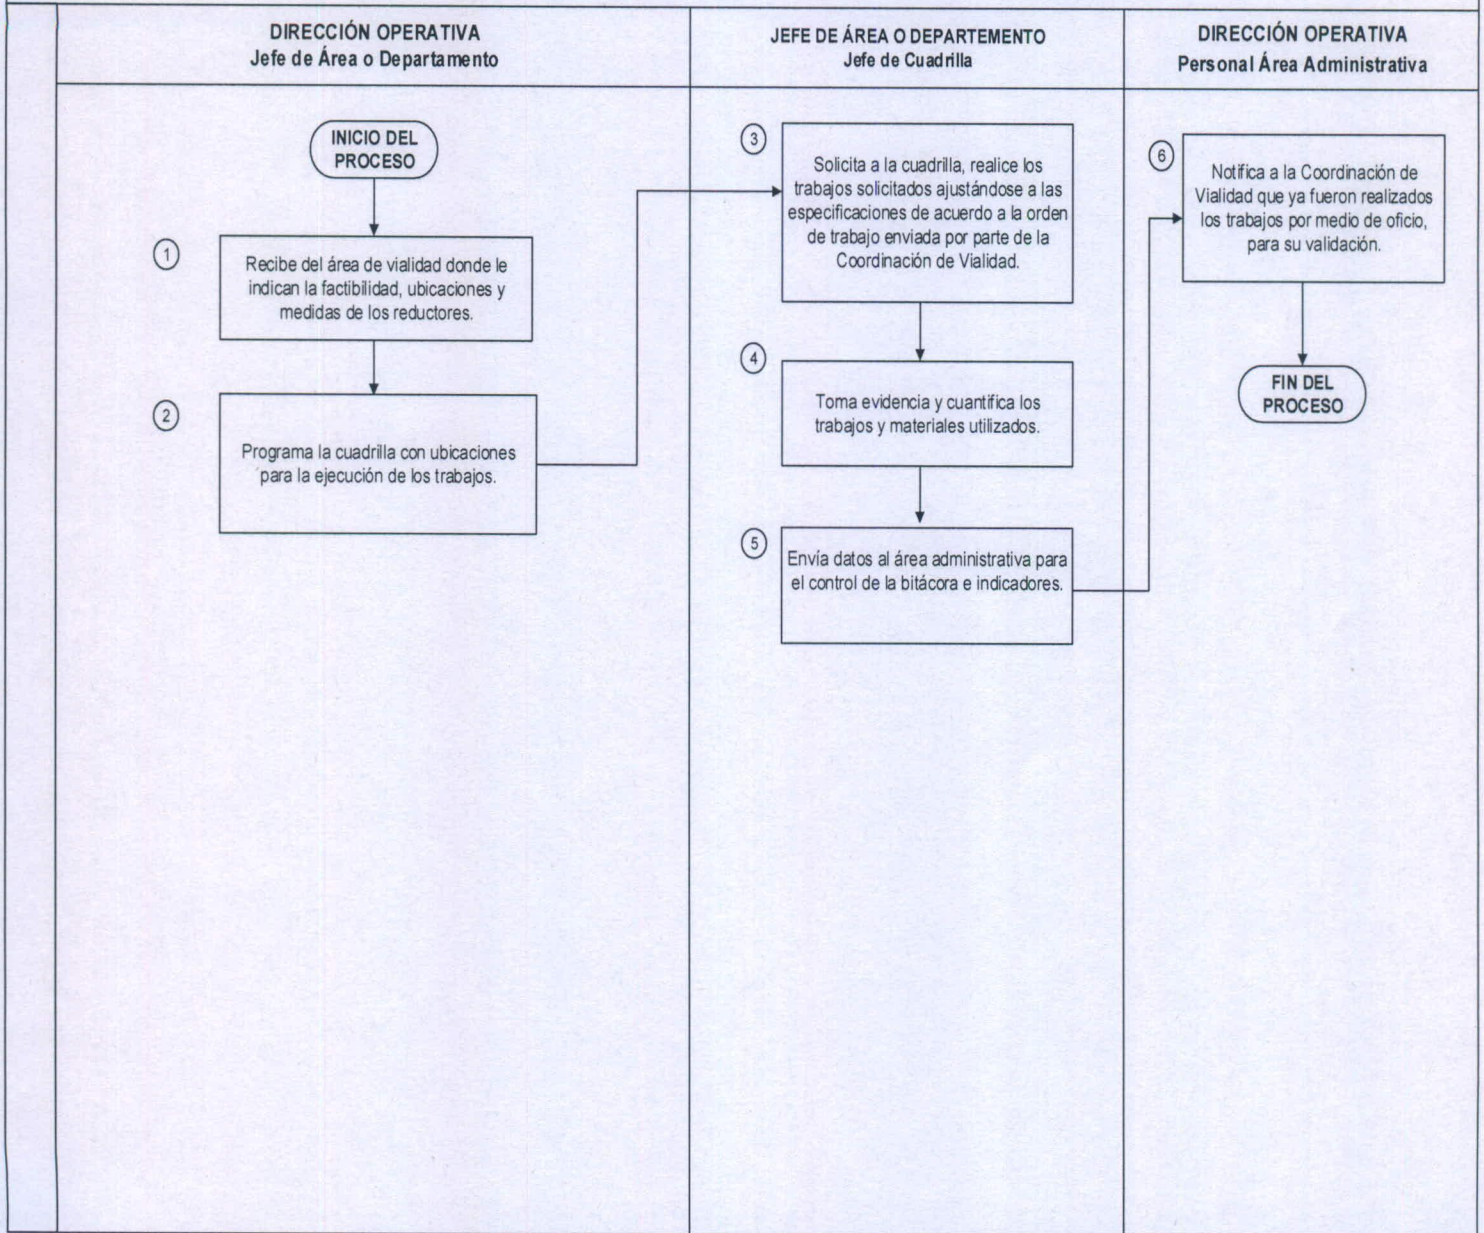 DIRECCIÓN OPERATIVA
Jefe de Área o Departamento
JEFE DE ÁREA O DEPARTEMENTO
Jefe de Cuadrilla
DIRECCIÓN OPERATIVA
Personal Área Administrativa
INICIO DEL
PROCESO
1
Recibe del área de vialidad donde le
indican la factibilidad, ubicaciones y
medidas de los reductores.
2
Programa la cuadrilla con ubicaciones
para la ejecución de los trabajos.
3
Solicita a la cuadrilla, realice los
trabajos solicitados ajustándose a las
especificaciones de acuerdo a la orden
de trabajo enviada por parte de la
Coordinación de Vialidad.
4
Toma evidencia y cuantifica los
trabajos y materiales utilizados.
5
Envía datos al área administrativa para
el control de la bitácora e indicadores.
6
Notifica a la Coordinación de
Vialidad que ya fueron realizados
los trabajos por medio de oficio,
para su validación.
FIN DEL
PROCESO